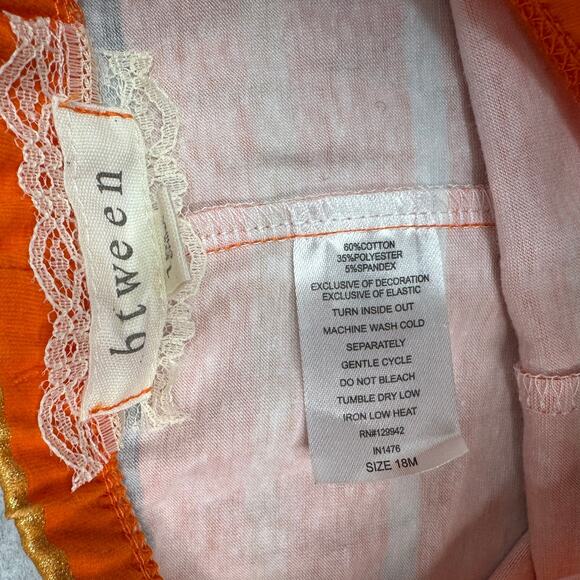 btween
60%COTTON
35%POLYESTER
5%SPANDEX
EXCLUSIVE OF DECORATION
EXCLUSIVE OF ELASTIC
TURN INSIDE OUT
MACHINE WASH COLD
SEPARATELY
GENTLE CYCLE
DO NOT BLEACH
TUMBLE DRY LOW
IRON LOW HEAT
RN#129942
IN1476
SIZE 18M